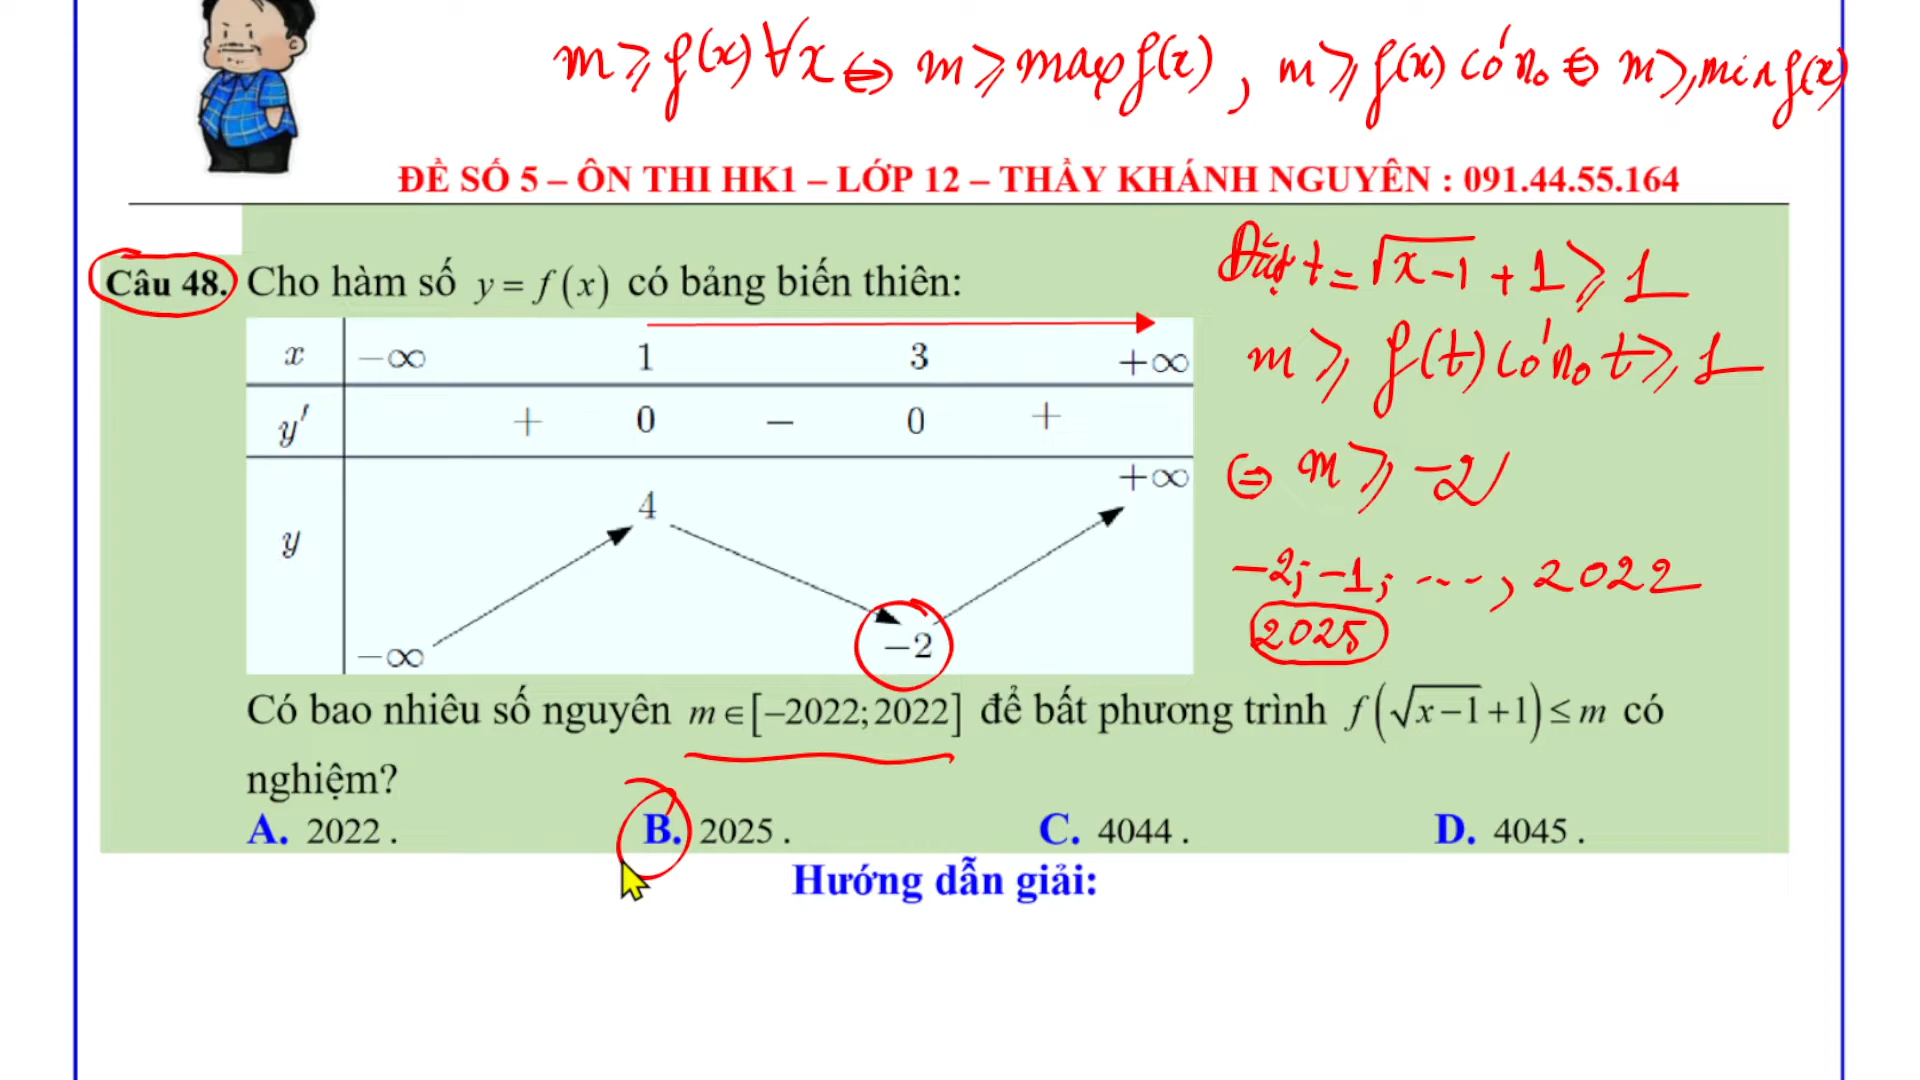 m ≥ f(x) ∀x ⇔ m ≥ max f(x) , m ≥ f(x) có n₀ ⇔ m ≥ min f(x)
ĐỀ SỐ 5 – ÔN THI HK1 – LỚP 12 – THẦY KHÁNH NGUYÊN : 091.44.55.164
Câu 48. Cho hàm số y = f(x) có bảng biến thiên:
Đặt t = √(x-1) + 1 ≥ 1
x −∞ 1 3 +∞
m ≥ f(t) có n₀ t ≥ 1
y′ + 0 − 0 +
⇔ m ≥ −2
+∞
4
y
−2; −1; ..., 2022
2025
−∞ −2
Có bao nhiêu số nguyên m ∈ [−2022; 2022] để bất phương trình f(√(x−1)+1) ≤ m có
nghiệm?
A. 2022 . B. 2025 . C. 4044 . D. 4045 .
Hướng dẫn giải: